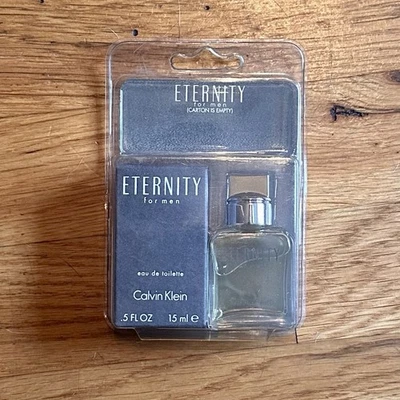 ETERNITY
for men
(CARTON IS EMPTY)
ETERNITY
for men
eau de toilette
Calvin Klein
.5 FL OZ 15 ml e